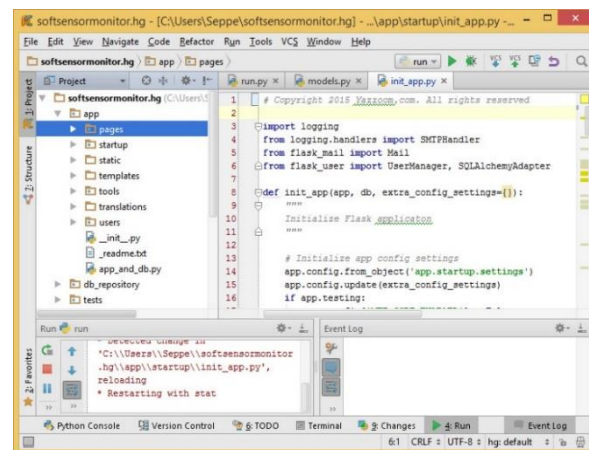 softsensormonitor.hg - [C:\Users\Seppe\softsensormonitor.hg] - ...\app\startup\init_app.py -...
File Edit View Navigate Code Refactor Run Tools VCS Window Help
softsensormonitor.hg app pages
run
1: Project
Project
softsensormonitor.hg (C:\Users\S
app
pages
startup
static
templates
tools
translations
users
__init__.py
_readme.txt
app_and_db.py
db_repository
tests
Z: Structure
2: Favorites
run.py × models.py × init_app.py ×
1 # Copyright 2015 Yaxroom,com. All rights reserved
2
3 import logging
4 from logging.handlers import SMTPHandler
5 from flask_mail import Mail
6 from flask_user import UserManager, SQLAlchemyAdapter
7
8 def init_app(app, db, extra_config_settings={}):
9 """
10 Initialize Flask applicaton
11 """
12
13 # Initialize app config settings
14 app.config.from_object('app.startup.settings')
15 app.config.update(extra_config_settings)
16 if app.testing:
Run run
* Detected change in
'C:\\Users\\Seppe\\softsensormonitor
.hg\\app\\startup\\init_app.py',
reloading
* Restarting with stat
Event Log
Python Console Version Control 6: TODO Terminal 9: Changes 4: Run Event Log
6:1 CRLF UTF-8 hg: default